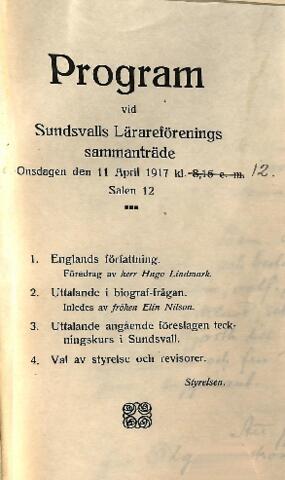 Program
vid
Sundsvalls Lärareförenings
sammanträde
Onsdagen den 11 April 1917 kl. 8,15 e. m. 12.
Salen 12
1. Englands författning.
Föredrag av herr Hugo Lindmark.
2. Uttalande i biograf-frågan.
Inledes av fröken Elin Nilson.
3. Uttalande angående föreslagen teck-
ningskurs i Sundsvall.
4. Val av styrelse och revisorer.
Styrelsen.